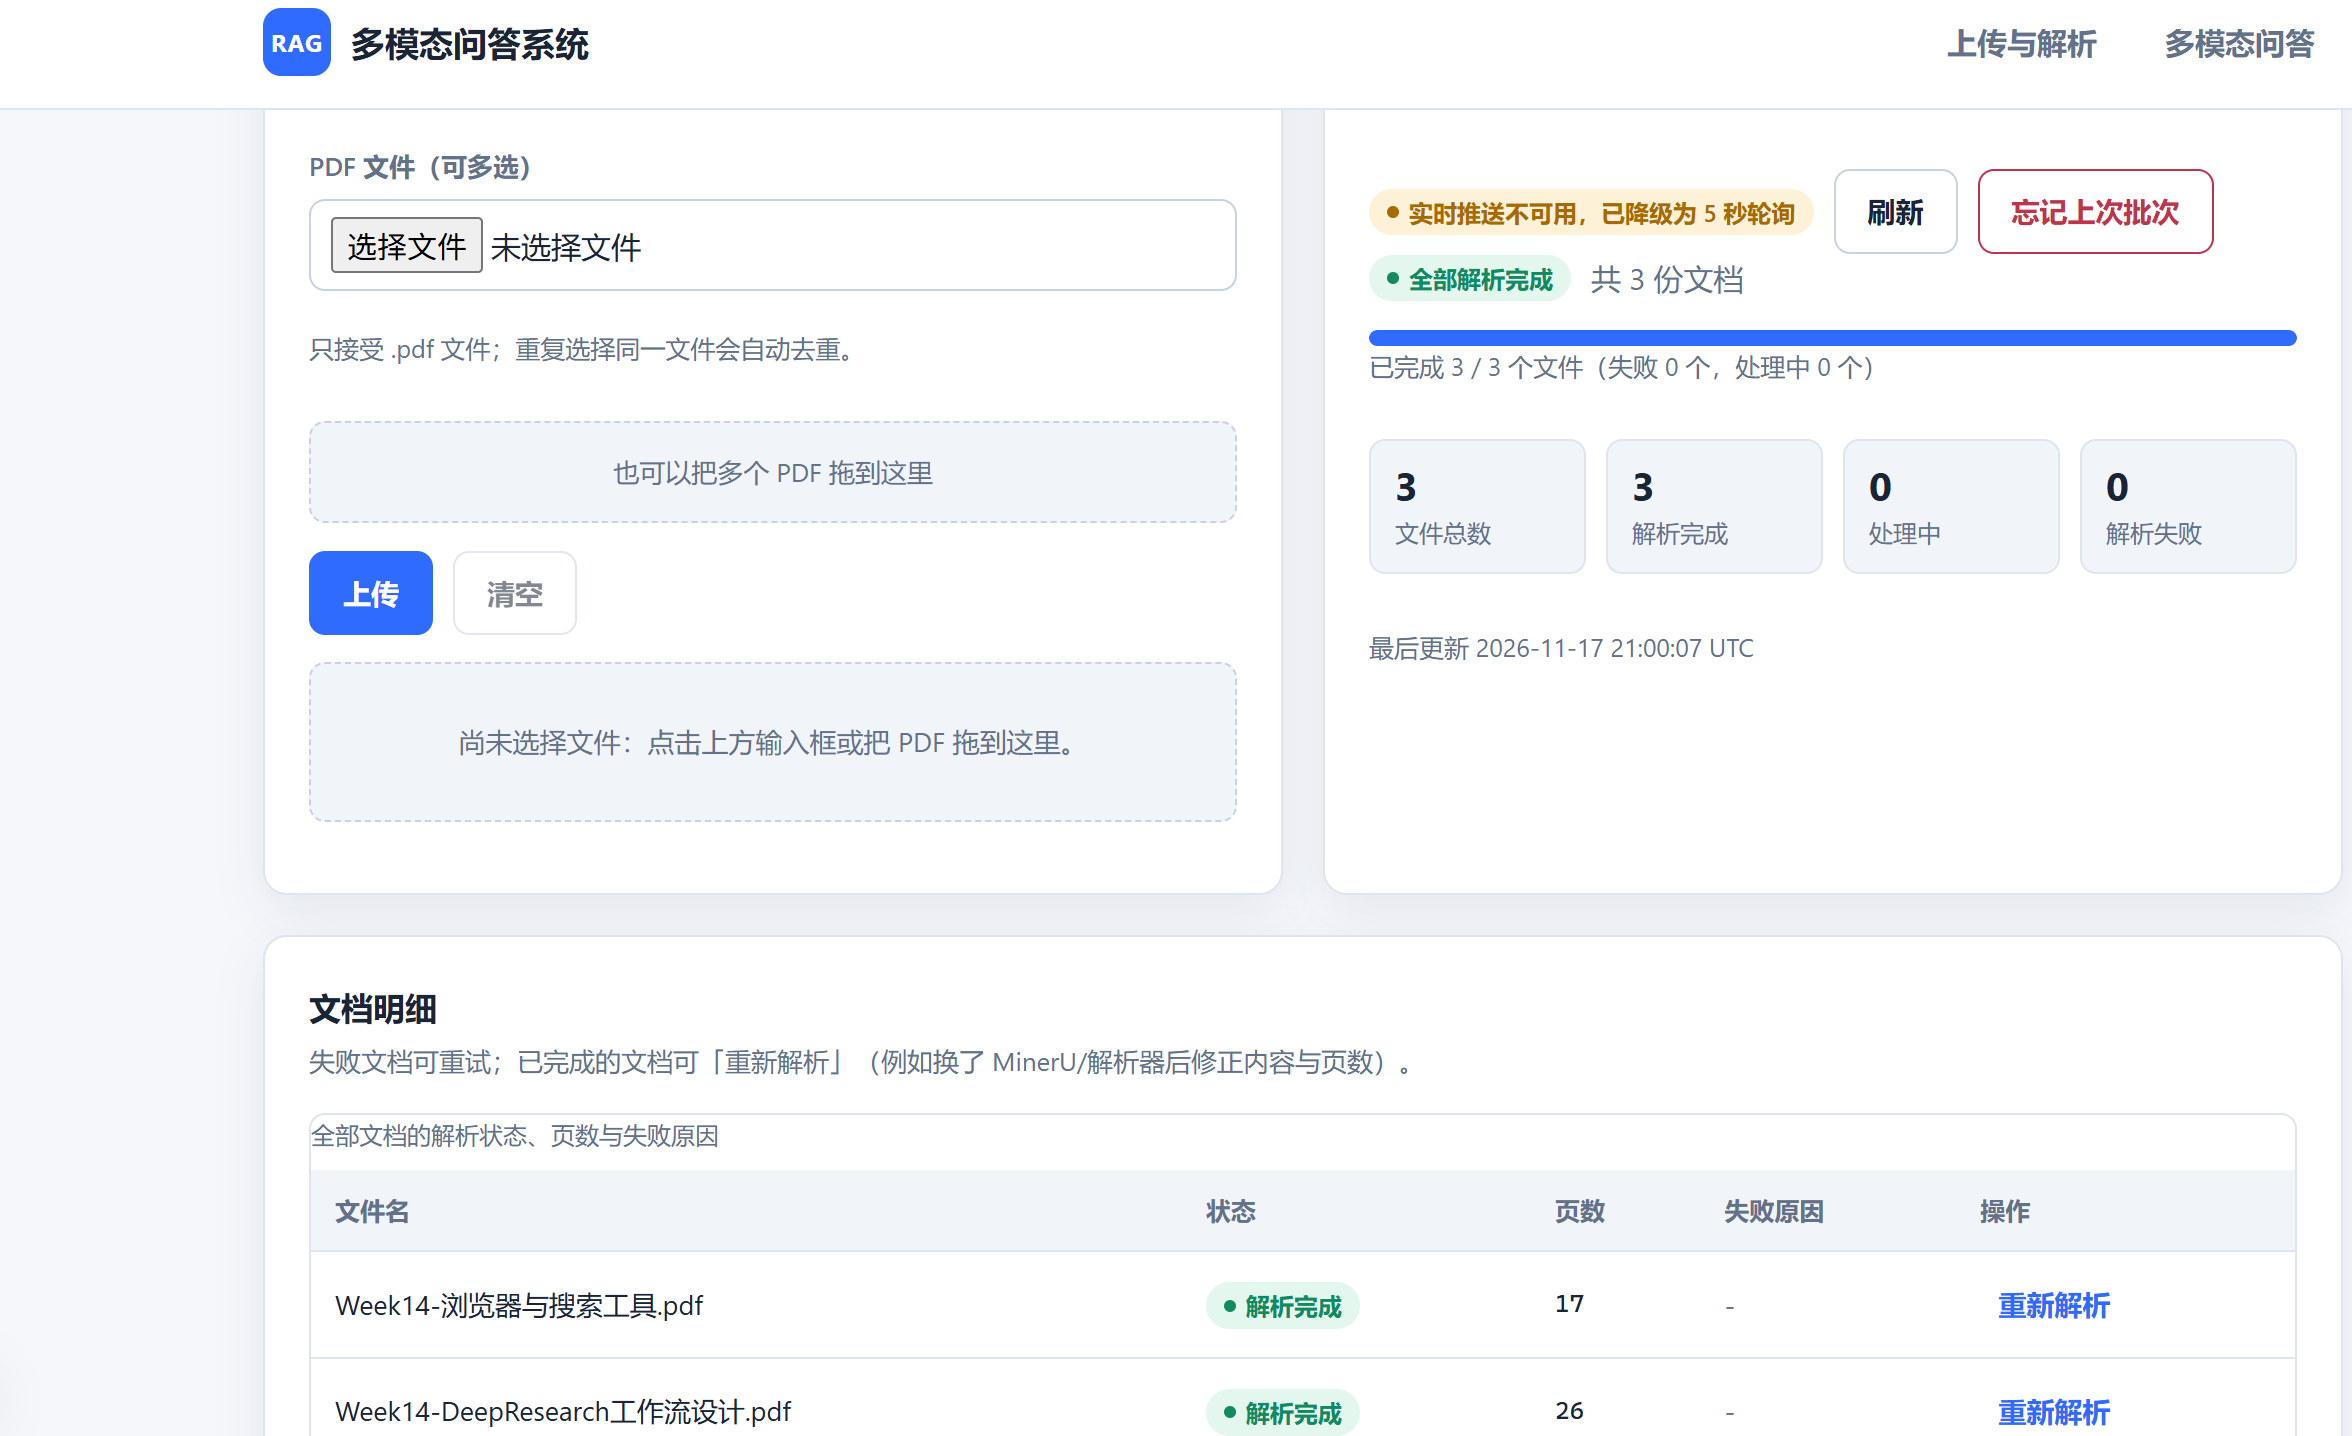 RAG 多模态问答系统 上传与解析 多模态问答
PDF 文件（可多选）
选择文件 未选择文件
只接受 .pdf 文件；重复选择同一文件会自动去重。
也可以把多个 PDF 拖到这里
上传 清空
尚未选择文件：点击上方输入框或把 PDF 拖到这里。
实时推送不可用，已降级为 5 秒轮询 刷新 忘记上次批次
全部解析完成 共 3 份文档
已完成 3 / 3 个文件（失败 0 个，处理中 0 个）
3 3 0 0
文件总数 解析完成 处理中 解析失败
最后更新 2026-11-17 21:00:07 UTC
文档明细
失败文档可重试；已完成的文档可「重新解析」（例如换了 MinerU/解析器后修正内容与页数）。
全部文档的解析状态、页数与失败原因
文件名 状态 页数 失败原因 操作
Week14-浏览器与搜索工具.pdf 解析完成 17 - 重新解析
Week14-DeepResearch工作流设计.pdf 解析完成 26 - 重新解析